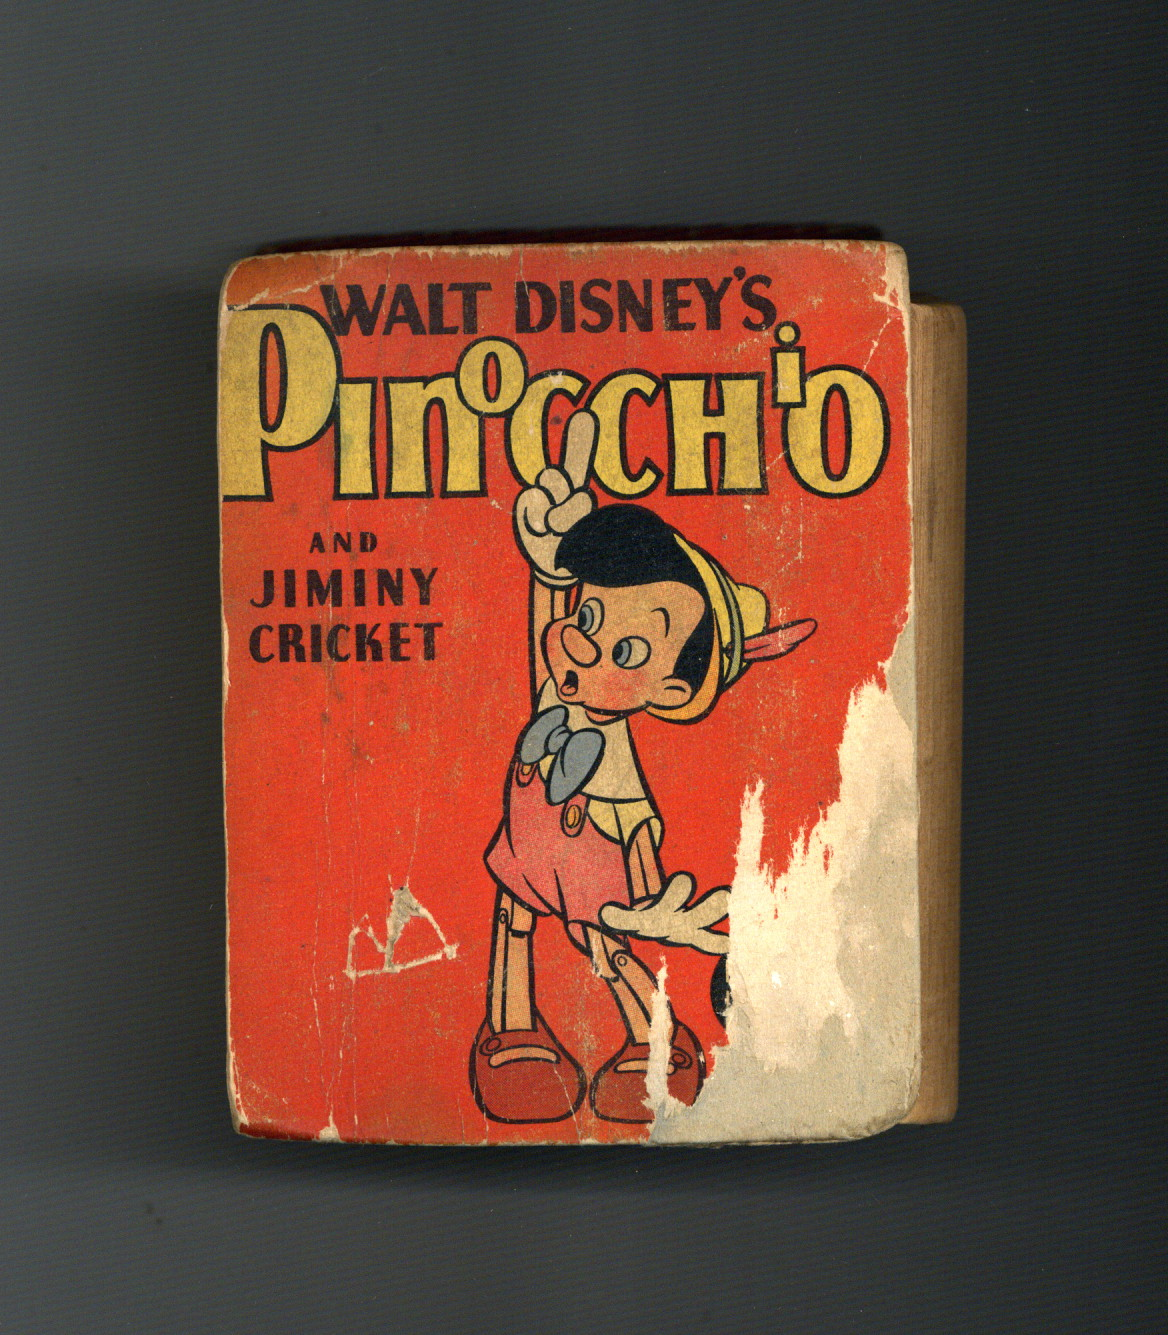 WALT DISNEY'S
PINOCCHiO
AND
JIMINY
CRICKET